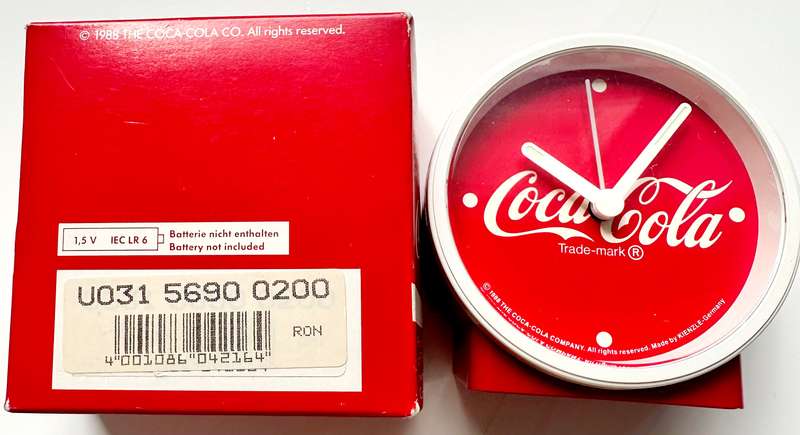 © 1988 THE COCA-COLA CO. All rights reserved.
1,5 V IEC LR 6
Batterie nicht enthalten
Battery not included
U031 5690 0200
RON
4 001086 042164
Coca-Cola
Trade-mark ®
© 1988 THE COCA-COLA COMPANY. All rights reserved. Made by KIENZLE-Germany